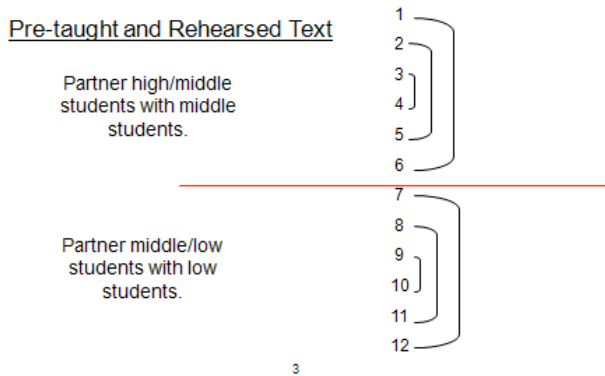 Pre-taught and Rehearsed Text
Partner high/middle
students with middle
students.
1
2
3
4
5
6
Partner middle/low
students with low
students.
7
8
9
10
11
12
3